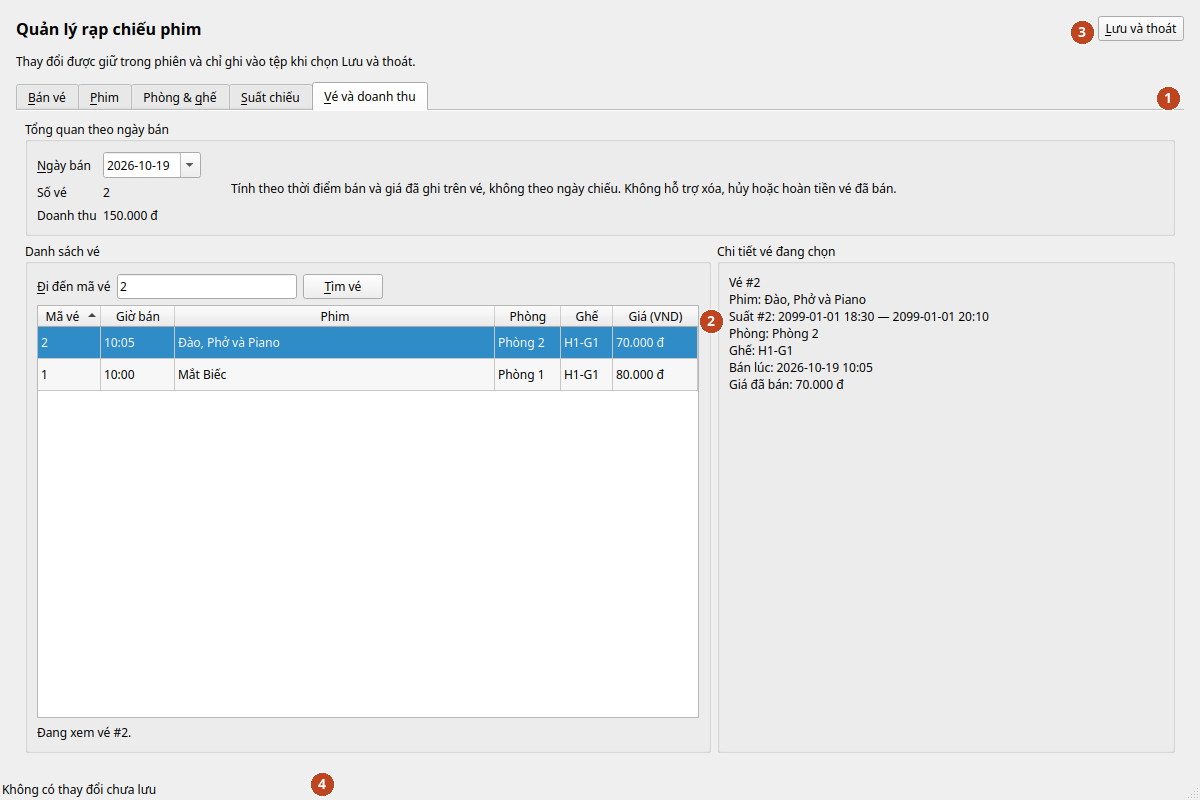 Quản lý rạp chiếu phim
3 Lưu và thoát
Thay đổi được giữ trong phiên và chỉ ghi vào tệp khi chọn Lưu và thoát.
Bán vé Phim Phòng & ghế Suất chiếu Vé và doanh thu 1
Tổng quan theo ngày bán
Ngày bán 2026-10-19
Số vé 2
Tính theo thời điểm bán và giá đã ghi trên vé, không theo ngày chiếu. Không hỗ trợ xóa, hủy hoặc hoàn tiền vé đã bán.
Doanh thu 150.000 đ
Danh sách vé
Đi đến mã vé 2 Tìm vé
Mã vé Giờ bán Phim Phòng Ghế Giá (VND)
2 10:05 Đào, Phở và Piano Phòng 2 H1-G1 70.000 đ
1 10:00 Mắt Biếc Phòng 1 H1-G1 80.000 đ
Đang xem vé #2.
2
Chi tiết vé đang chọn
Vé #2
Phim: Đào, Phở và Piano
Suất #2: 2099-01-01 18:30 — 2099-01-01 20:10
Phòng: Phòng 2
Ghế: H1-G1
Bán lúc: 2026-10-19 10:05
Giá đã bán: 70.000 đ
Không có thay đổi chưa lưu 4